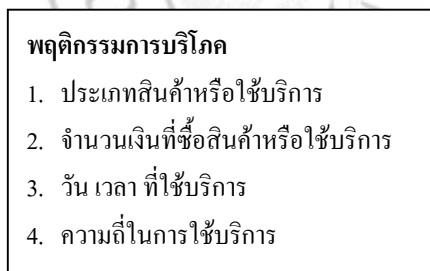 พฤติกรรมการบริโภค
1. ประเภทสินค้าหรือใช้บริการ
2. จำนวนเงินที่ซื้อสินค้าหรือใช้บริการ
3. วัน เวลา ที่ใช้บริการ
4. ความถี่ในการใช้บริการ